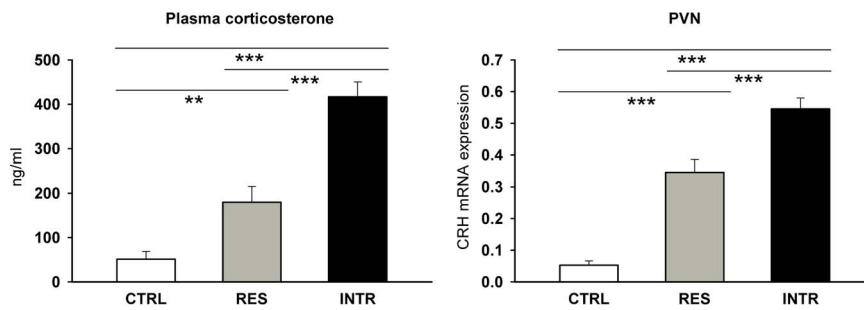 Plasma corticosterone
ng/ml
500
400
300
200
100
0
***
***
**
CTRL
RES
INTR
PVN
CRH mRNA expression
0.7
0.6
0.5
0.4
0.3
0.2
0.1
0.0
***
***
***
CTRL
RES
INTR